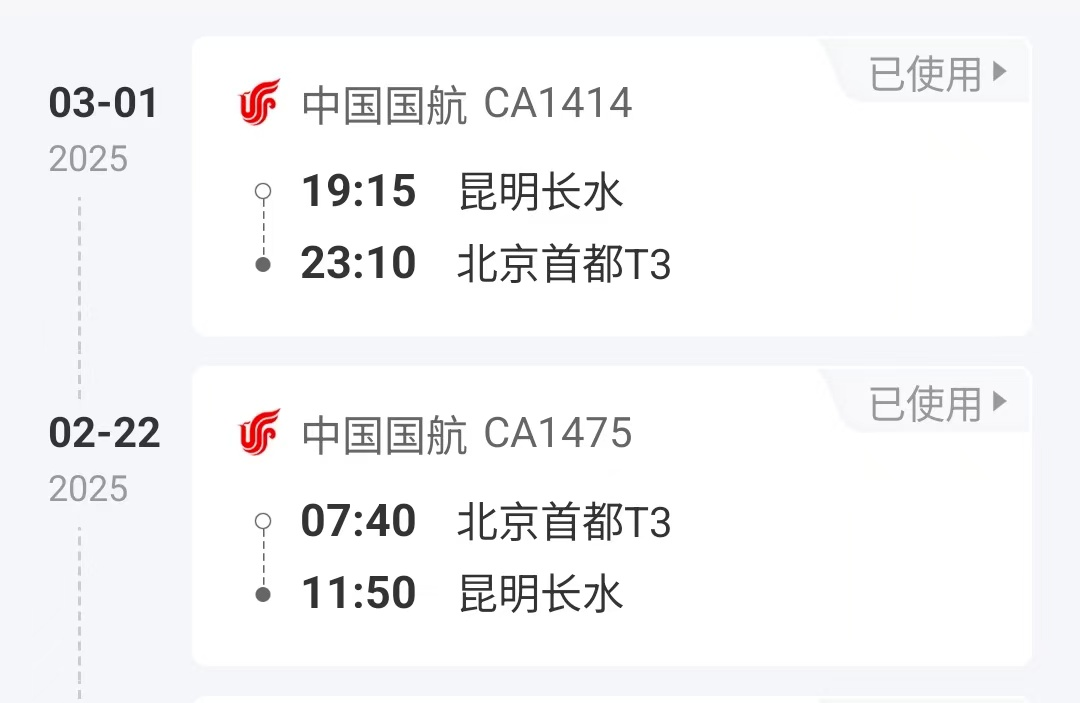 已使用
03-01
中国国航 CA1414
2025
19:15 昆明长水
23:10 北京首都T3
已使用
02-22
中国国航 CA1475
2025
07:40 北京首都T3
11:50 昆明长水